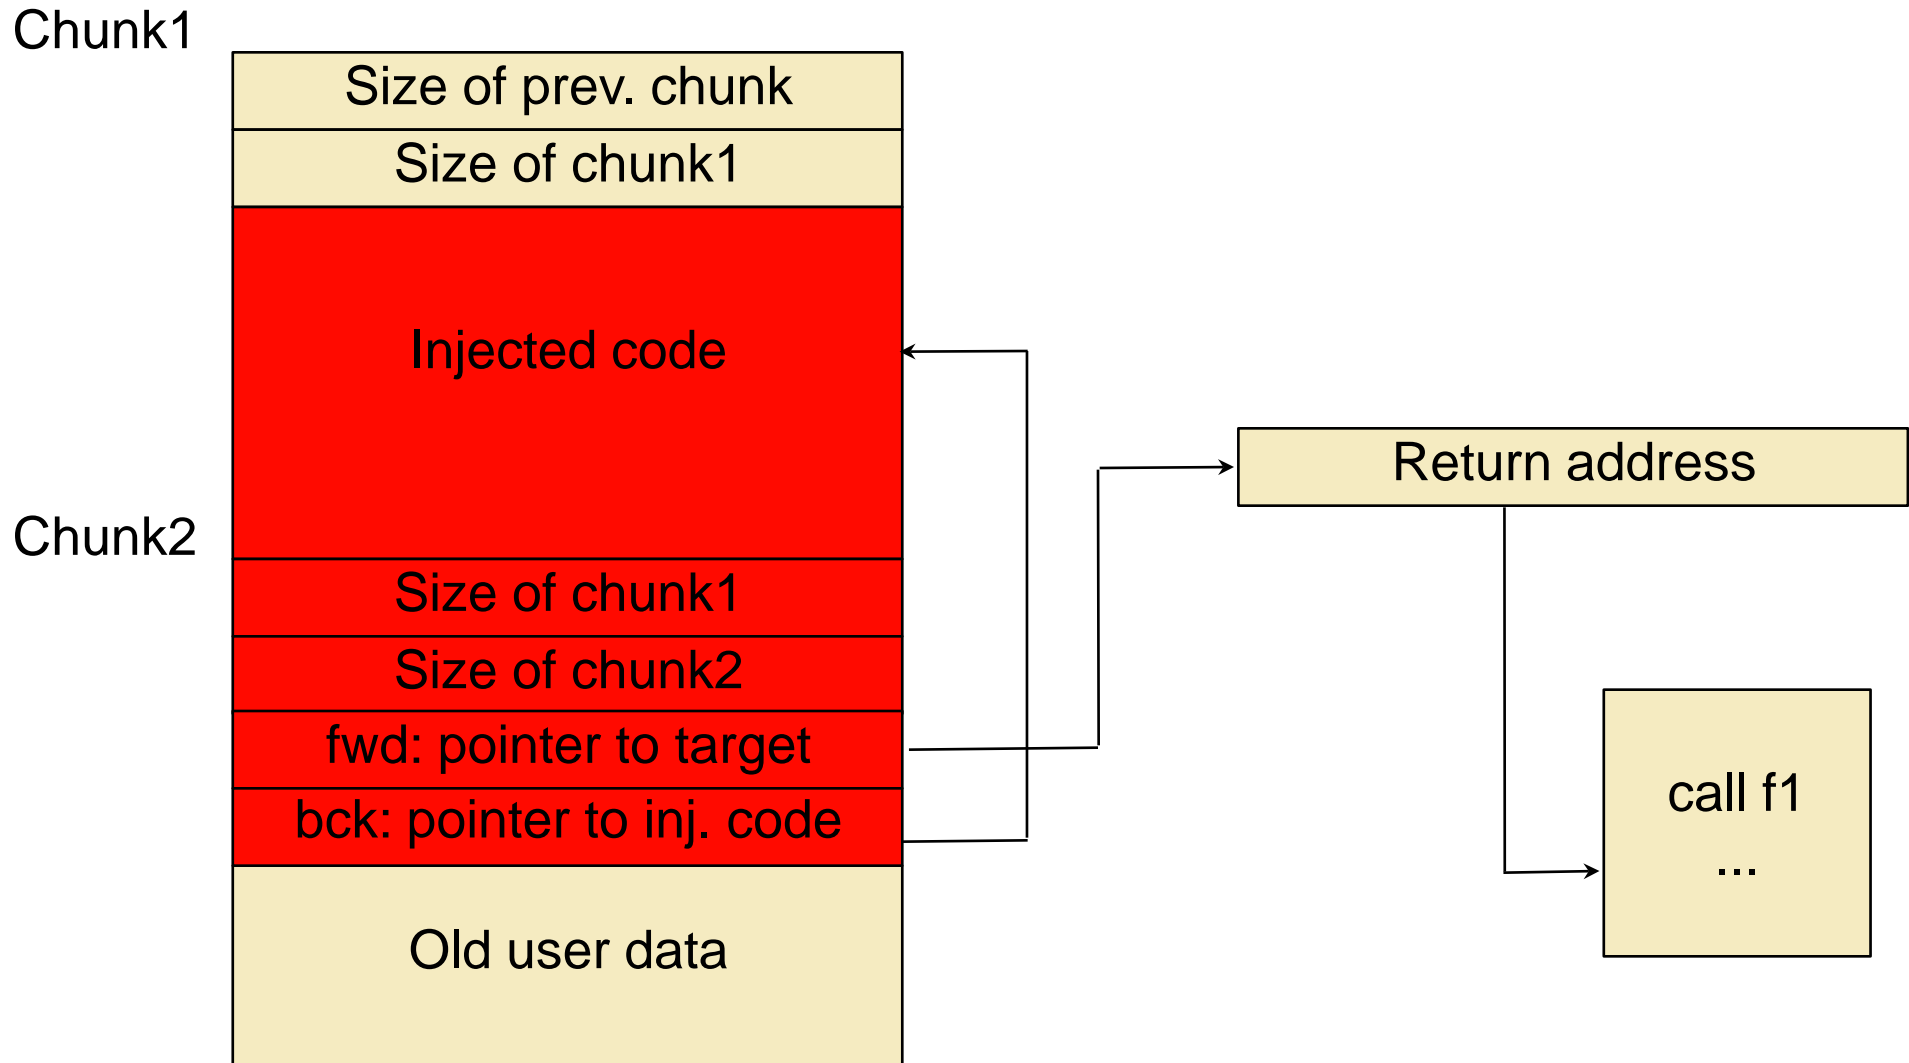 Chunk1
Size of prev. chunk
Size of chunk1
Injected code
Return address
Chunk2
Size of chunk1
Size of chunk2
fwd: pointer to target
bck: pointer to inj. code
call f1
...
Old user data